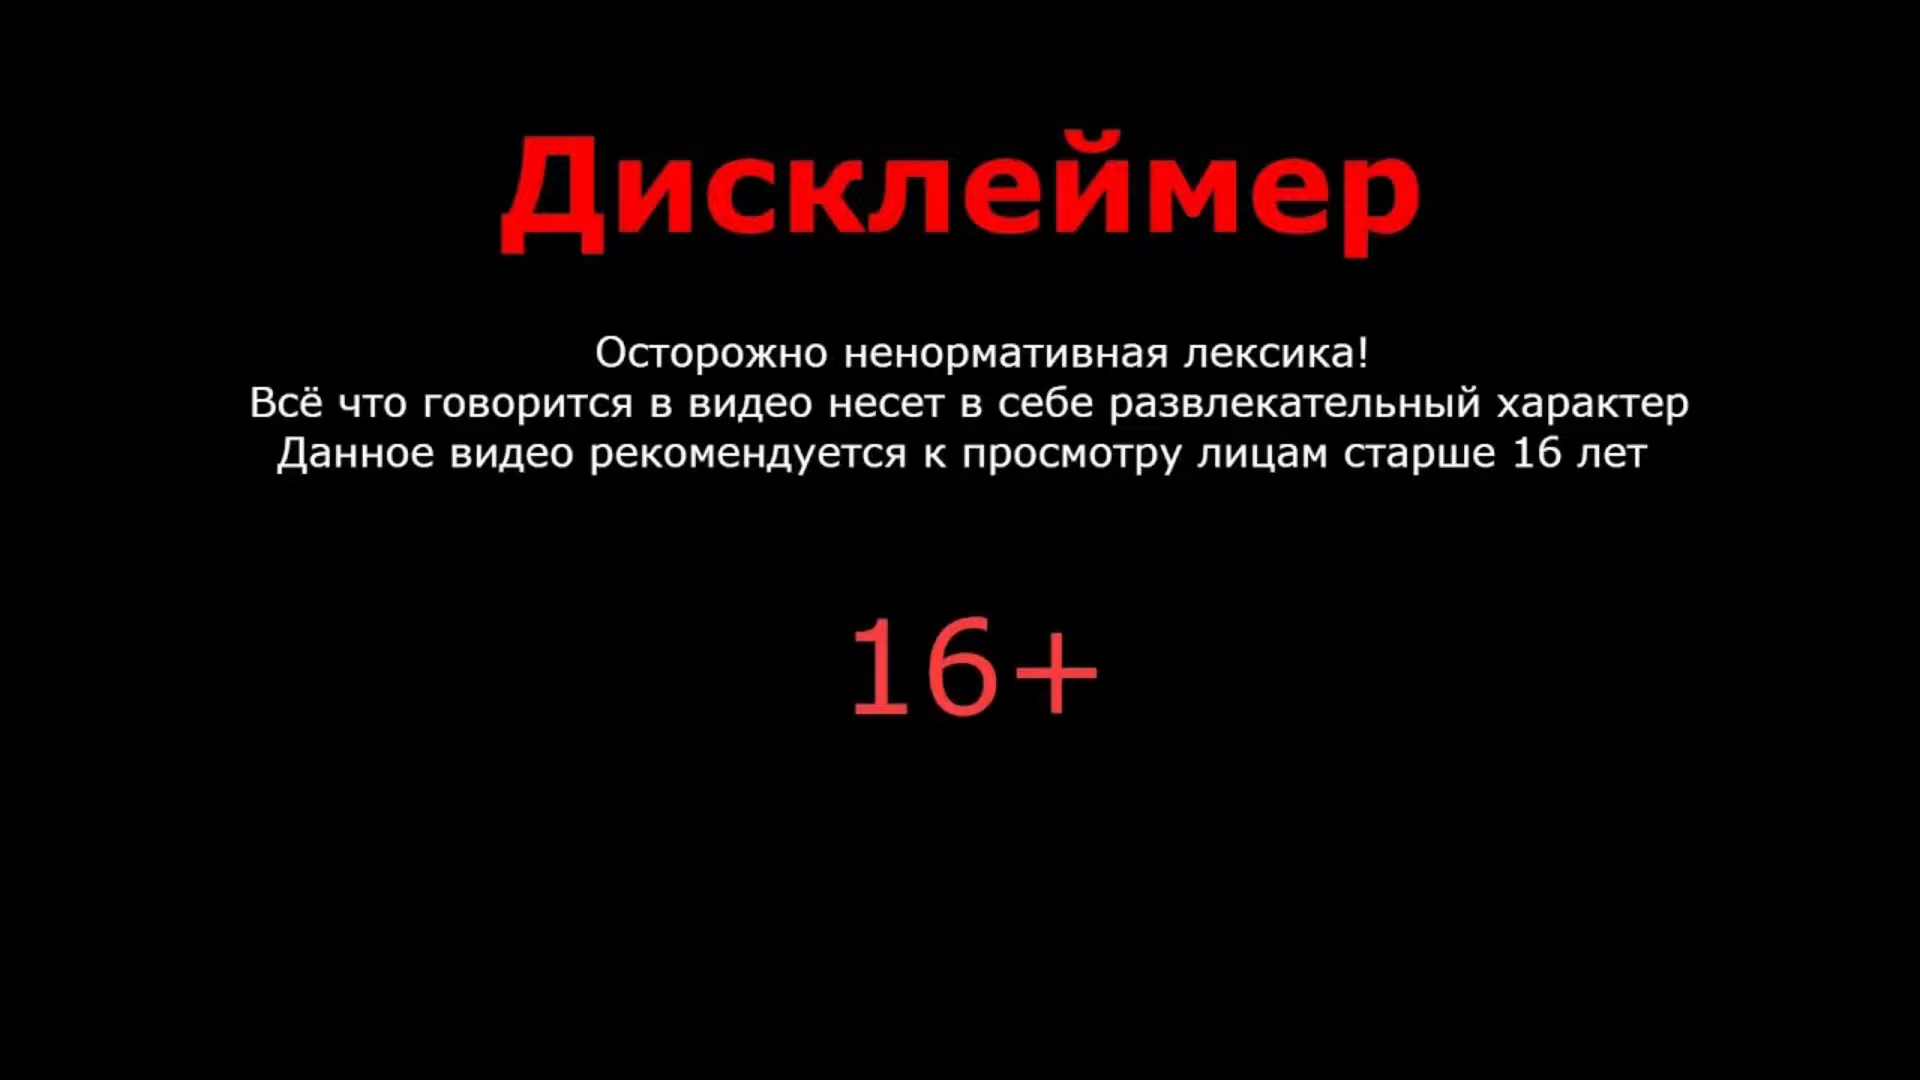 Дисклеймер
Осторожно ненормативная лексика!
Всё что говорится в видео несет в себе развлекательный характер
Данное видео рекомендуется к просмотру лицам старше 16 лет
16+